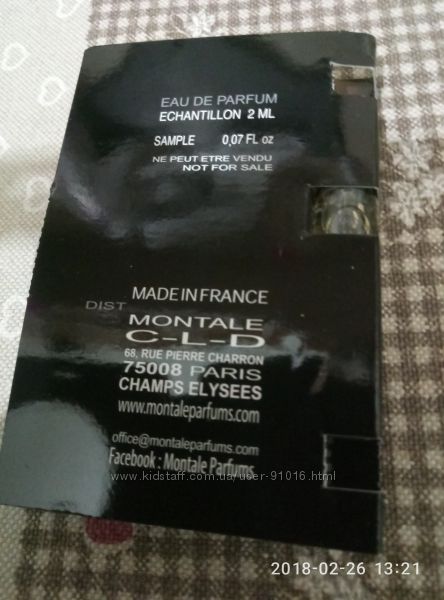 EAU DE PARFUM
ECHANTILLON 2 ML
SAMPLE 0,07 FL oz
NE PEUT ETRE VENDU
NOT FOR SALE
MADE IN FRANCE
DIST
MONTALE
C-L-D
68, RUE PIERRE CHARRON
75008 PARIS
CHAMPS ELYSEES
www.montaleparfums.com
office@montaleparfums.com
Facebook : Montale Parfums
www.kidstaff.com.ua/user-91016.html
2018-02-26 13:21